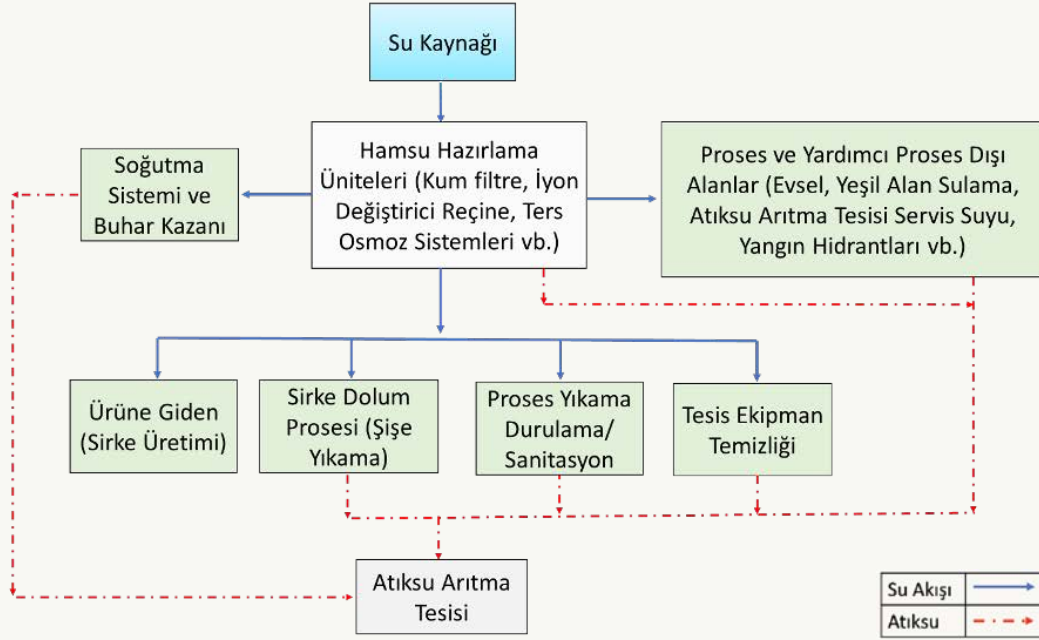 Su Kaynağı
Soğutma
Sistemi ve
Buhar Kazanı
Hamsu Hazırlama
Üniteleri (Kum filtre, İyon
Değiştirici Reçine, Ters
Osmoz Sistemleri vb.)
Proses ve Yardımcı Proses Dışı
Alanlar (Evsel, Yeşil Alan Sulama,
Atıksu Arıtma Tesisi Servis Suyu,
Yangın Hidrantları vb.)
Ürüne Giden
(Sirke Üretimi)
Sirke Dolum
Prosesi (Şişe
Yıkama)
Proses Yıkama
Durulama/
Sanitasyon
Tesis Ekipman
Temizliği
Atıksu Arıtma
Tesisi
Su Akışı
Atıksu